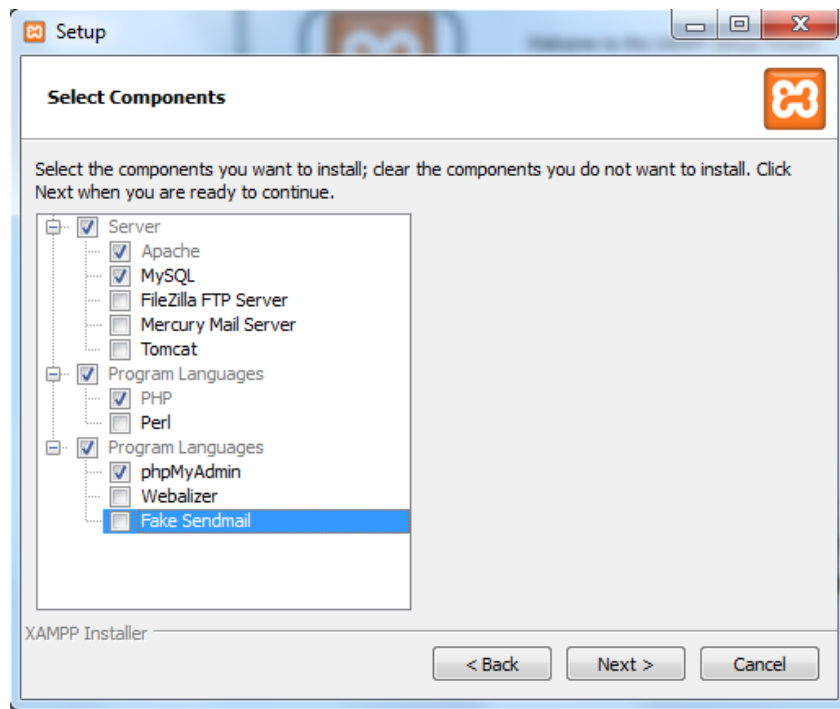 Setup
Select Components
Select the components you want to install; clear the components you do not want to install. Click
Next when you are ready to continue.
Server
Apache
MySQL
FileZilla FTP Server
Mercury Mail Server
Tomcat
Program Languages
PHP
Perl
Program Languages
phpMyAdmin
Webalizer
Fake Sendmail
XAMPP Installer
< Back
Next >
Cancel